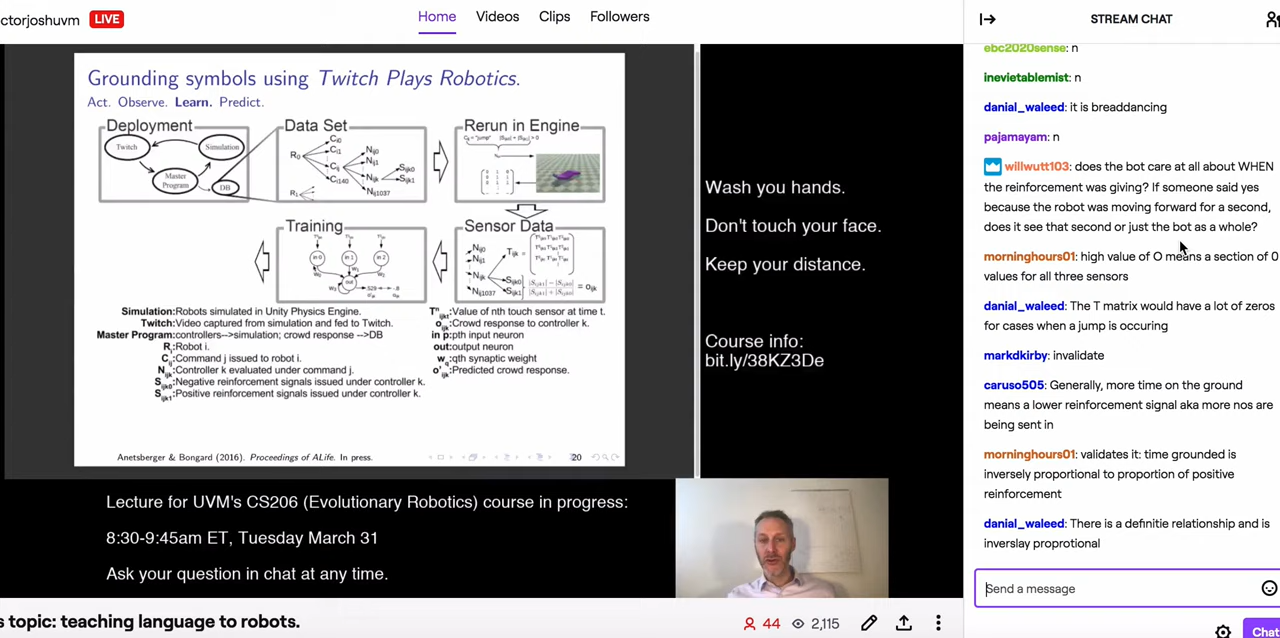 ctorjoshuvm LIVE
Home Videos Clips Followers
STREAM CHAT
Grounding symbols using Twitch Plays Robotics.
Act. Observe. Learn. Predict.
Deployment
Twitch
Simulation
Master
Program
DB
Data Set
Rerun in Engine
Training
Sensor Data
Simulation:Robots simulated in Unity Physics Engine.
Twitch:Video captured from simulation and fed to Twitch.
Master Program:controllers-->simulation; crowd response -->DB
Ri:Robot i.
Cij:Command j issued to robot i.
Nijk:Controller k evaluated under command j.
Sijk0:Negative reinforcement signals issued under controller k.
Sijk1:Positive reinforcement signals issued under controller k.
Tnijkt:Value of nth touch sensor at time t.
oijk:Crowd response to controller k.
in p:pth input neuron
out:output neuron
wq:qth synaptic weight
o'ijk:Predicted crowd response.
Anetsberger & Bongard (2016). Proceedings of ALife. In press.
20
Wash you hands.
Don't touch your face.
Keep your distance.
Course info:
bit.ly/38KZ3De
Lecture for UVM's CS206 (Evolutionary Robotics) course in progress:
8:30-9:45am ET, Tuesday March 31
Ask your question in chat at any time.
s topic: teaching language to robots.
44 2,115
ebc2020sense: n
inevietablemist: n
danial_waleed: it is breaddancing
pajamayam: n
willwutt103: does the bot care at all about WHEN
the reinforcement was giving? If someone said yes
because the robot was moving forward for a second,
does it see that second or just the bot as a whole?
morninghours01: high value of O means a section of 0
values for all three sensors
danial_waleed: The T matrix would have a lot of zeros
for cases when a jump is occuring
markdkirby: invalidate
caruso505: Generally, more time on the ground
means a lower reinforcement signal aka more nos are
being sent in
morninghours01: validates it: time grounded is
inversely proportional to proportion of positive
reinforcement
danial_waleed: There is a definitie relationship and is
inverslay proprotional
Send a message
Chat